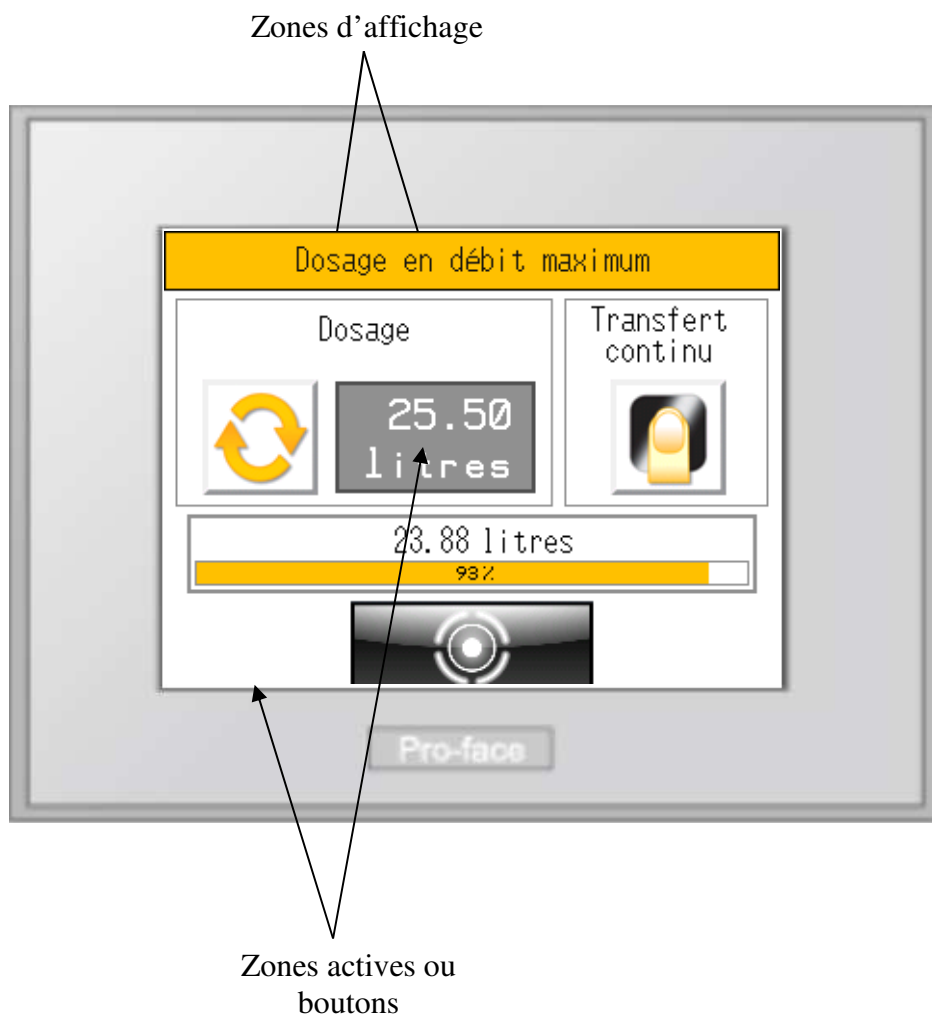 Zones d’affichage
Dosage en débit maximum
Dosage
Transfert
continu
25.50
litres
23.88 litres
93%
Pro-face
Zones actives ou
boutons